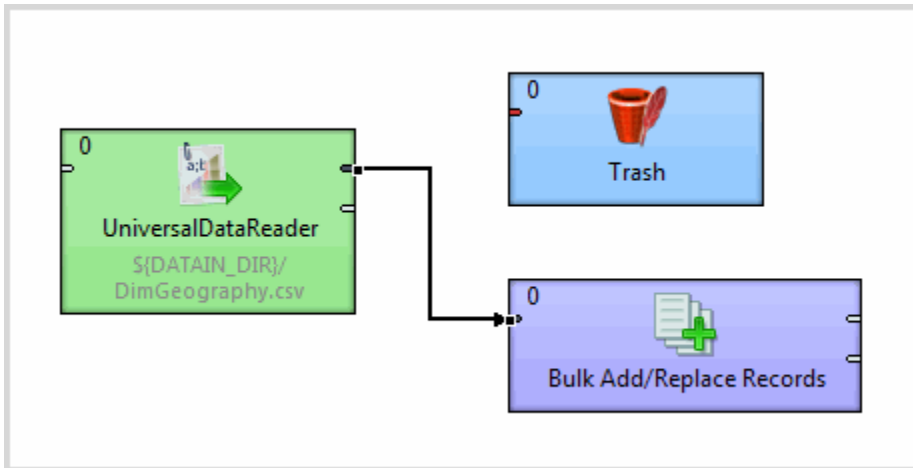 0
a;b
UniversalDataReader
${DATAIN_DIR}/
DimGeography.csv
0
Trash
0
Bulk Add/Replace Records